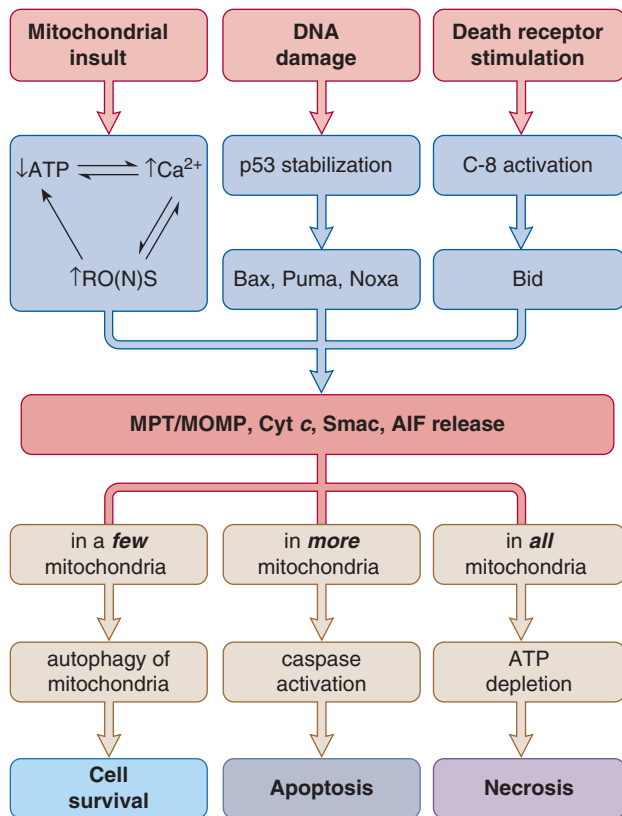 Mitochondrial
insult
DNA
damage
Death receptor
stimulation
↓ATP
↑Ca²⁺
↑RO(N)S
p53 stabilization
C-8 activation
Bax, Puma, Noxa
Bid
MPT/MOMP, Cyt c, Smac, AIF release
in a few
mitochondria
in more
mitochondria
in all
mitochondria
autophagy of
mitochondria
caspase
activation
ATP
depletion
Cell
survival
Apoptosis
Necrosis